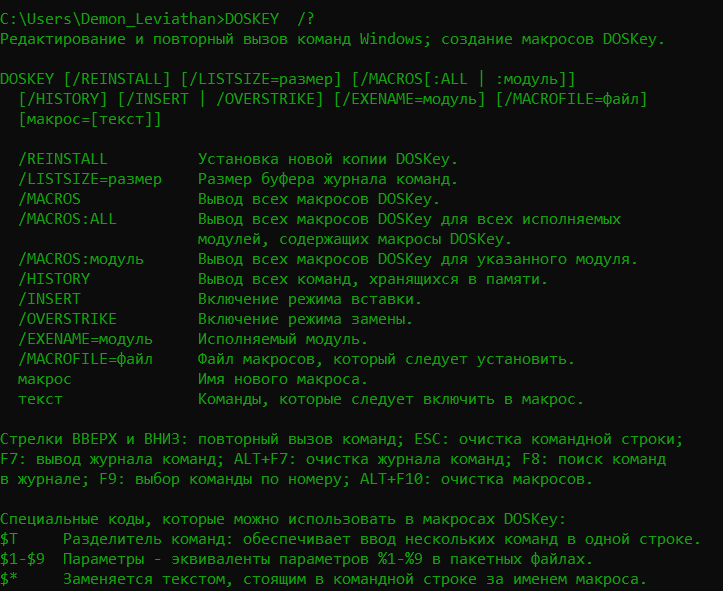 C:\Users\Demon_Leviathan>DOSKEY  /?
Редактирование и повторный вызов команд Windows; создание макросов DOSKey.

DOSKEY [/REINSTALL] [/LISTSIZE=размер] [/MACROS[:ALL | :модуль]]
  [/HISTORY] [/INSERT | /OVERSTRIKE] [/EXENAME=модуль] [/MACROFILE=файл]
  [макрос=[текст]]

  /REINSTALL          Установка новой копии DOSKey.
  /LISTSIZE=размер    Размер буфера журнала команд.
  /MACROS             Вывод всех макросов DOSKey.
  /MACROS:ALL         Вывод всех макросов DOSKey для всех исполняемых
                      модулей, содержащих макросы DOSKey.
  /MACROS:модуль      Вывод всех макросов DOSKey для указанного модуля.
  /HISTORY            Вывод всех команд, хранящихся в памяти.
  /INSERT             Включение режима вставки.
  /OVERSTRIKE         Включение режима замены.
  /EXENAME=модуль     Исполняемый модуль.
  /MACROFILE=файл     Файл макросов, который следует установить.
  макрос              Имя нового макроса.
  текст               Команды, которые следует включить в макрос.

Стрелки ВВЕРХ и ВНИЗ: повторный вызов команд; ESC: очистка командной строки;
F7: вывод журнала команд; ALT+F7: очистка журнала команд; F8: поиск команд
в журнале; F9: выбор команды по номеру; ALT+F10: очистка макросов.

Специальные коды, которые можно использовать в макросах DOSKey:
$T     Разделитель команд: обеспечивает ввод нескольких команд в одной строке.
$1-$9  Параметры - эквиваленты параметров %1-%9 в пакетных файлах.
$*     Заменяется текстом, стоящим в командной строке за именем макроса.